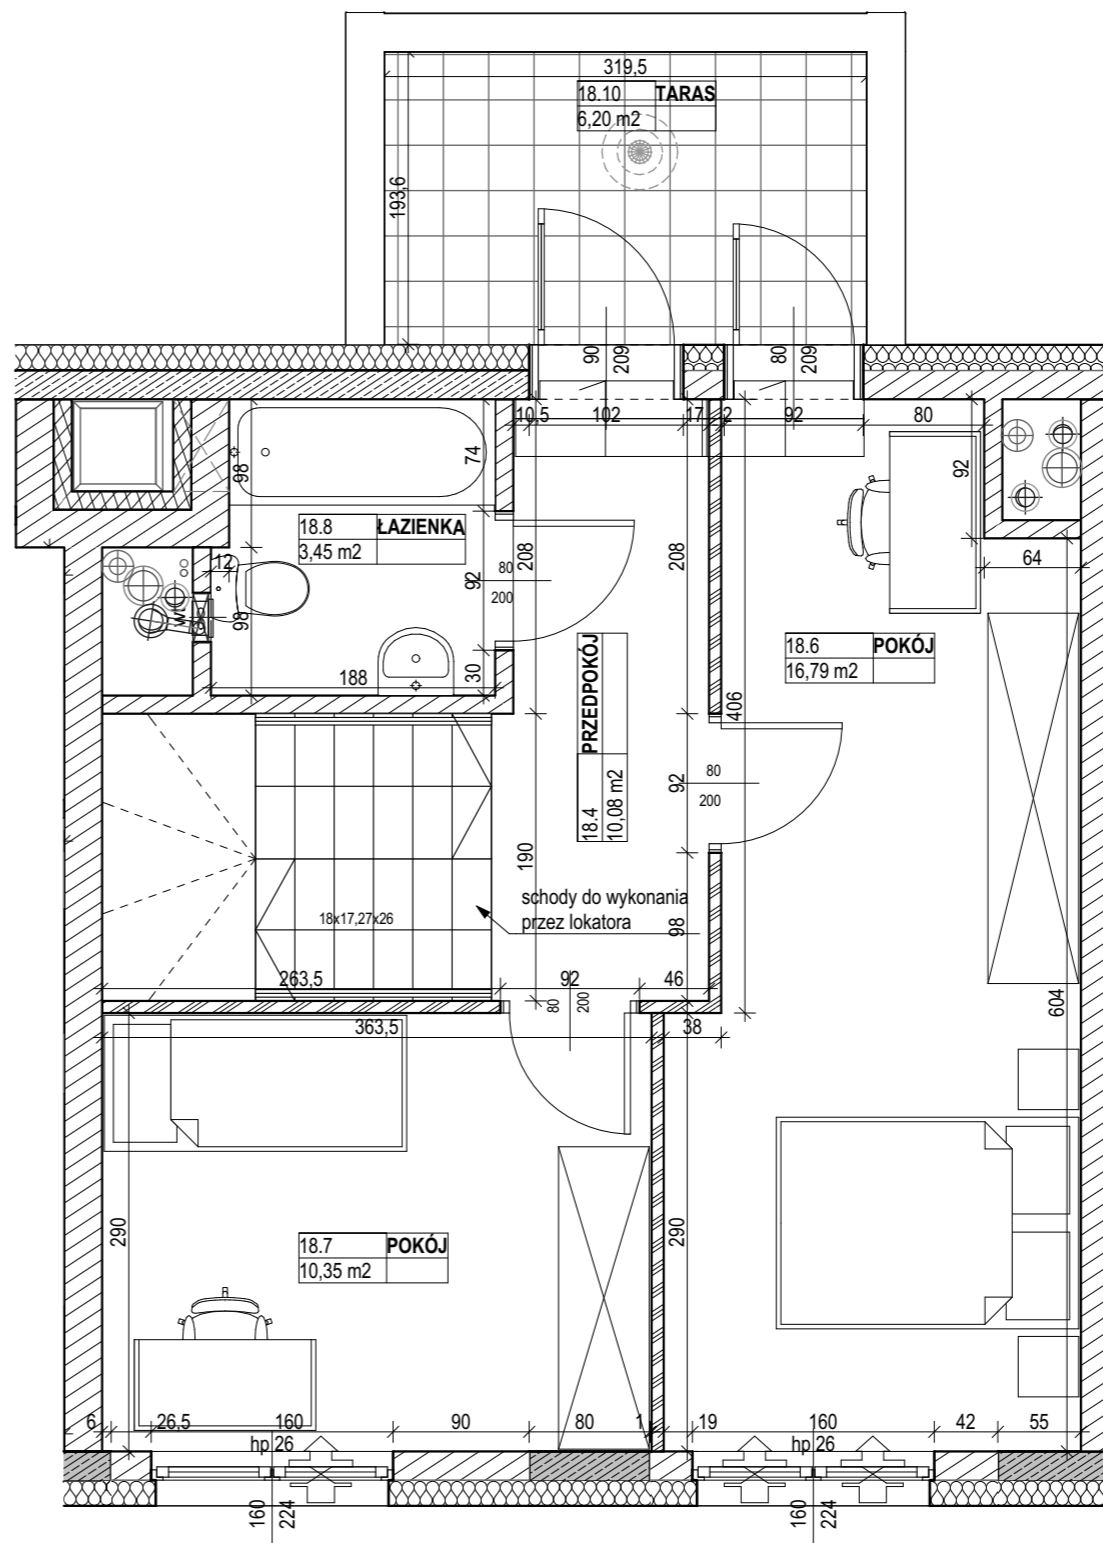 319,5
18.10 TARAS
6,20 m2
193,6
90
209
80
209
10,5 102 17 2 92 80
98
74
92
18.8 ŁAZIENKA
3,45 m2
208
208
12
80
200
92
64
98
188
30
18.6 POKÓJ
16,79 m2
406
18.4 PRZEDPOKÓJ
10,08 m2
80
200
92
190
schody do wykonania
przez lokatora
98
18x17,27x26
263,5 92 46
80
200
604
363,5 38
290
290
18.7 POKÓJ
10,35 m2
6 26,5 160 90 80 1 19 160 42 55
hp 26 hp 26
160
224
160
224